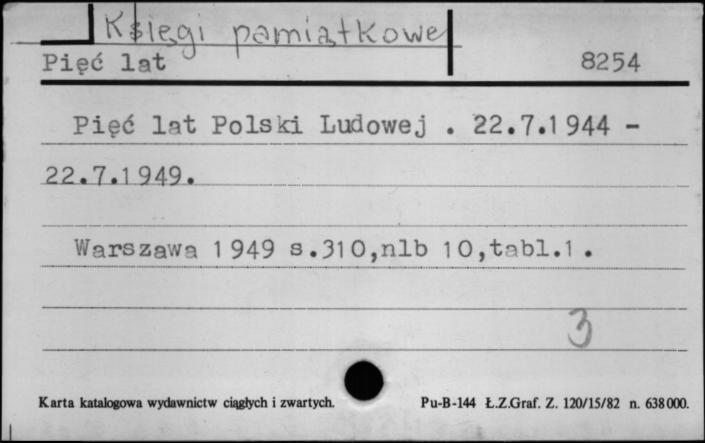 Księgi pamiątkowe
Pięć lat 8254
Pięć lat Polski Ludowej . 22.7.1944 -
22.7.1949.
Warszawa 1949 s.310,nlb 10,tabl.1 .
3
Karta katalogowa wydawnictw ciągłych i zwartych. Pu-B-144 Ł.Z.Graf. Z. 120/15/82 n. 638000.